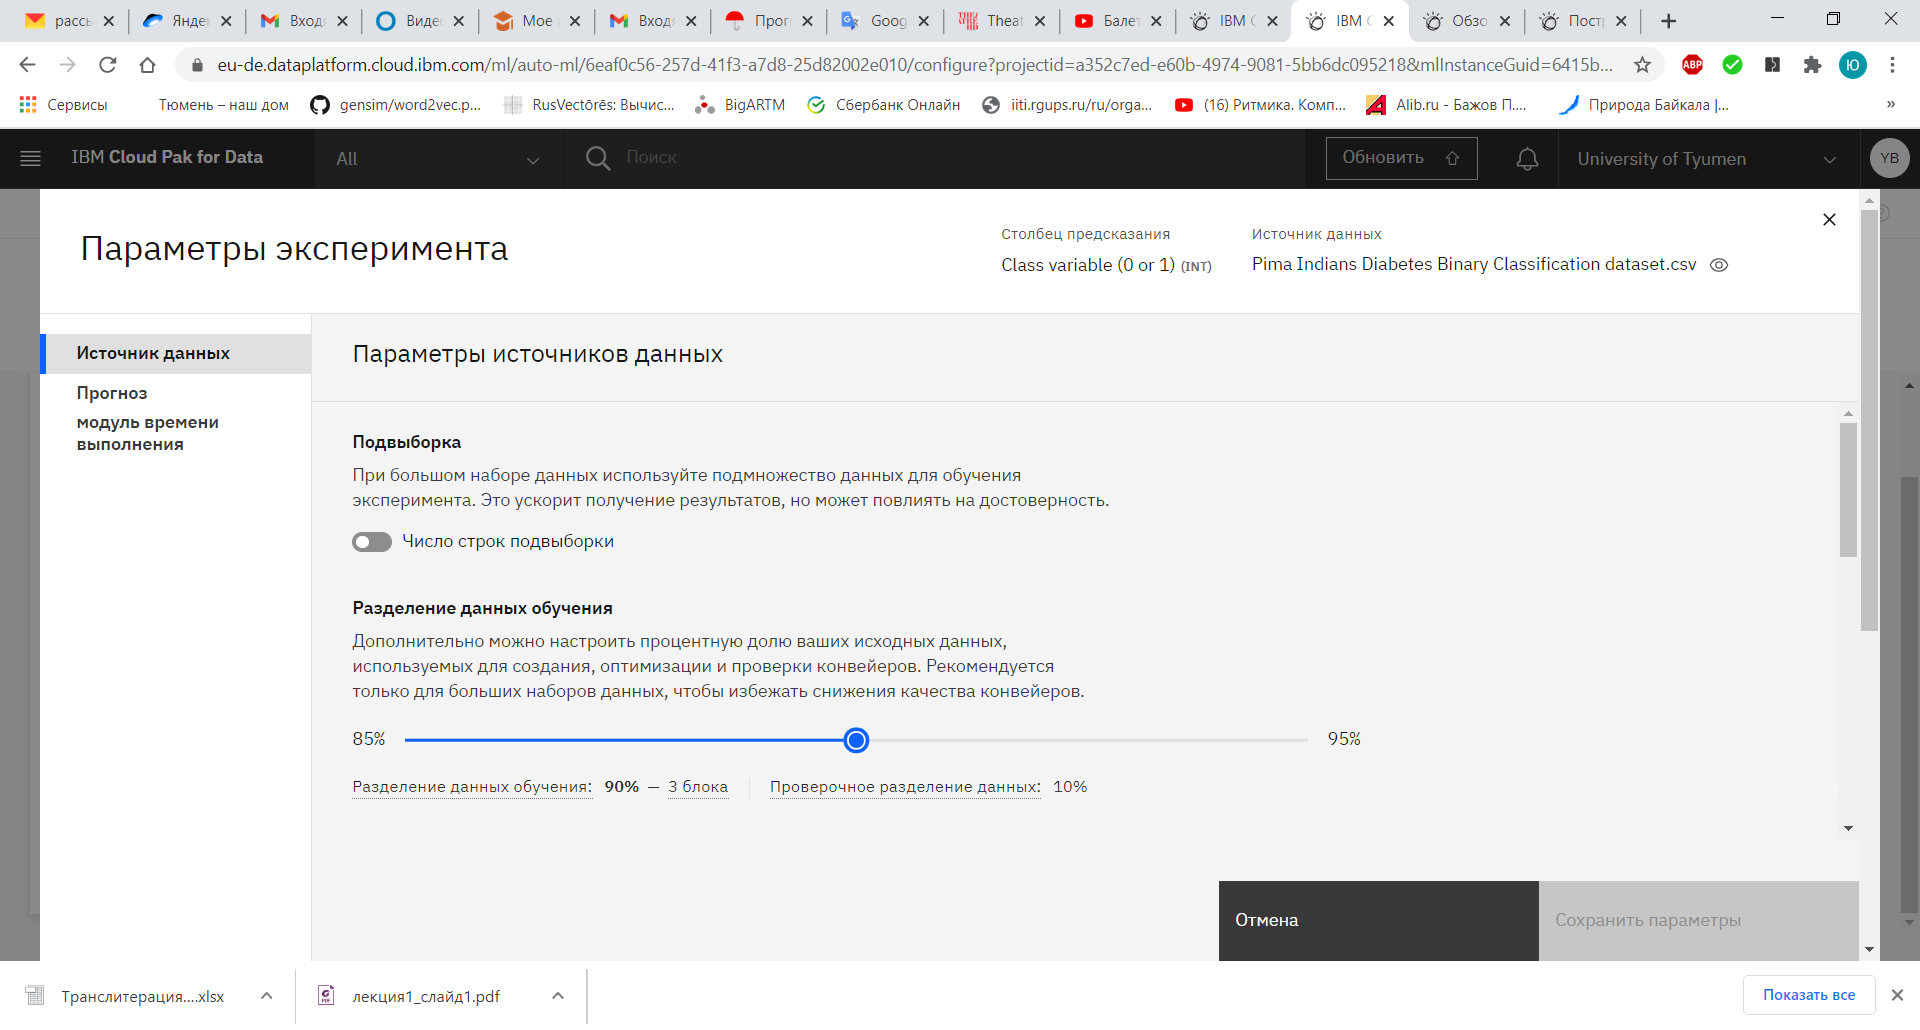 рассы
Яндек
Входя
Видео
Мое
Входя
Прог
Goog
Theat
Балет
IBM C
IBM C
Обзо
Постр
eu-de.dataplatform.cloud.ibm.com/ml/auto-ml/6eaf0c56-257d-41f3-a7d8-25d82002e010/configure?projectid=a352c7ed-e60b-4974-9081-5bb6dc095218&mlInstanceGuid=6415b...
ABP
Ю
Сервисы
Тюмень – наш дом
gensim/word2vec.p...
RusVectōrēs: Вычис...
BigARTM
Сбербанк Онлайн
iiti.rgups.ru/ru/orga...
(16) Ритмика. Комп...
Alib.ru - Бажов П....
Природа Байкала |...
»
IBM Cloud Pak for Data
All
Поиск
Обновить
University of Tyumen
YB
Параметры эксперимента
Столбец предсказания
Class variable (0 or 1) (INT)
Источник данных
Pima Indians Diabetes Binary Classification dataset.csv
Источник данных
Прогноз
модуль времени
выполнения
Параметры источников данных
Подвыборка
При большом наборе данных используйте подмножество данных для обучения
эксперимента. Это ускорит получение результатов, но может повлиять на достоверность.
Число строк подвыборки
Разделение данных обучения
Дополнительно можно настроить процентную долю ваших исходных данных,
используемых для создания, оптимизации и проверки конвейеров. Рекомендуется
только для больших наборов данных, чтобы избежать снижения качества конвейеров.
85%
95%
Разделение данных обучения: 90% — 3 блока
Проверочное разделение данных: 10%
Отмена
Сохранить параметры
Транслитерация....xlsx
лекция1_слайд1.pdf
Показать все